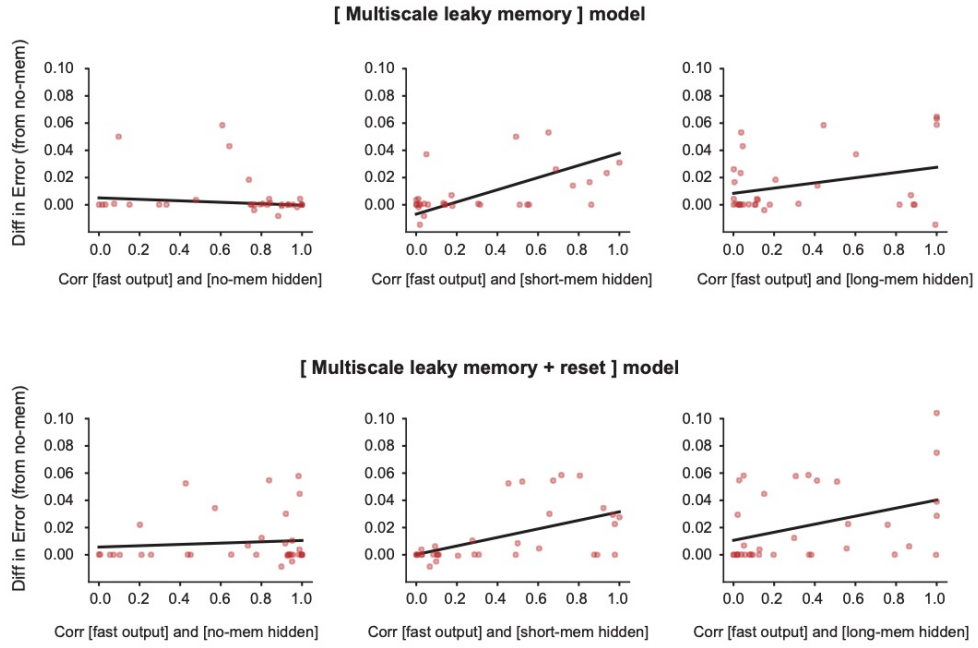 [ Multiscale leaky memory ] model
Diff in Error (from no-mem)
0.10
0.08
0.06
0.04
0.02
0.00
0.0 0.2 0.4 0.6 0.8 1.0
Corr [fast output] and [no-mem hidden]
0.10
0.08
0.06
0.04
0.02
0.00
0.0 0.2 0.4 0.6 0.8 1.0
Corr [fast output] and [short-mem hidden]
0.10
0.08
0.06
0.04
0.02
0.00
0.0 0.2 0.4 0.6 0.8 1.0
Corr [fast output] and [long-mem hidden]
[ Multiscale leaky memory + reset ] model
Diff in Error (from no-mem)
0.10
0.08
0.06
0.04
0.02
0.00
0.0 0.2 0.4 0.6 0.8 1.0
Corr [fast output] and [no-mem hidden]
0.10
0.08
0.06
0.04
0.02
0.00
0.0 0.2 0.4 0.6 0.8 1.0
Corr [fast output] and [short-mem hidden]
0.10
0.08
0.06
0.04
0.02
0.00
0.0 0.2 0.4 0.6 0.8 1.0
Corr [fast output] and [long-mem hidden]